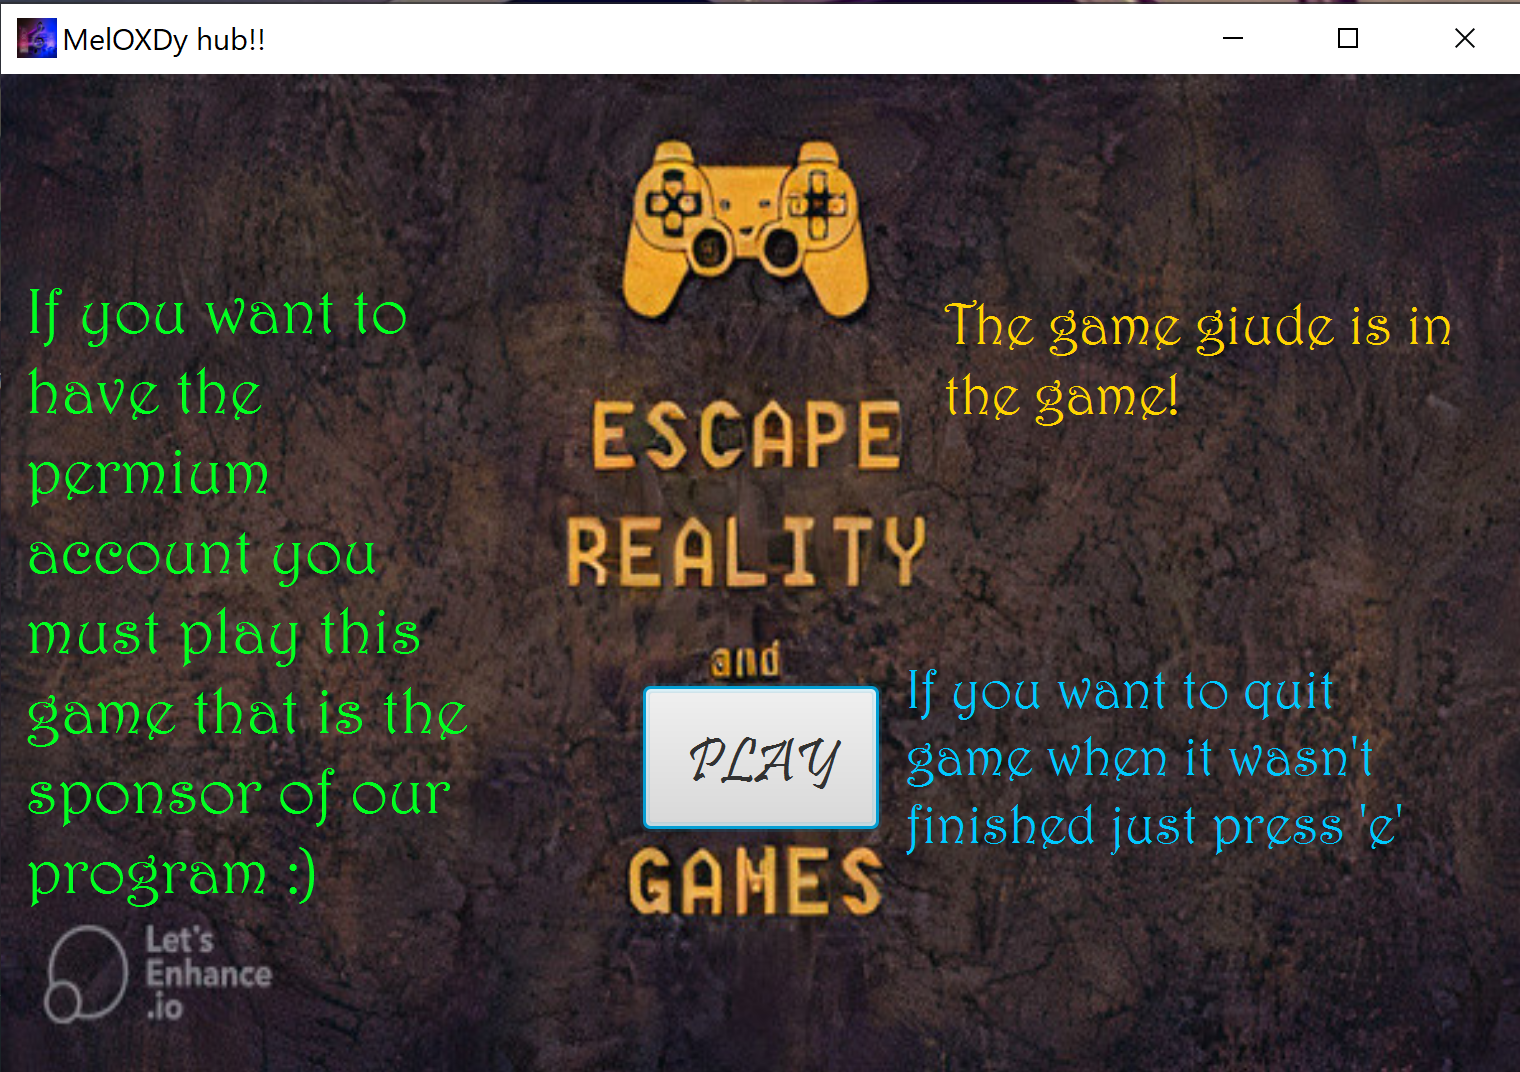 MelOXDy hub!!
If you want to
have the
permium
account you
must play this
game that is the
sponsor of our
program :)
ESCAPE
REALITY
and
PLAY
GAMES
The game giude is in
the game!
If you want to quit
game when it wasn't
finished just press 'e'
Let's
Enhance
.io